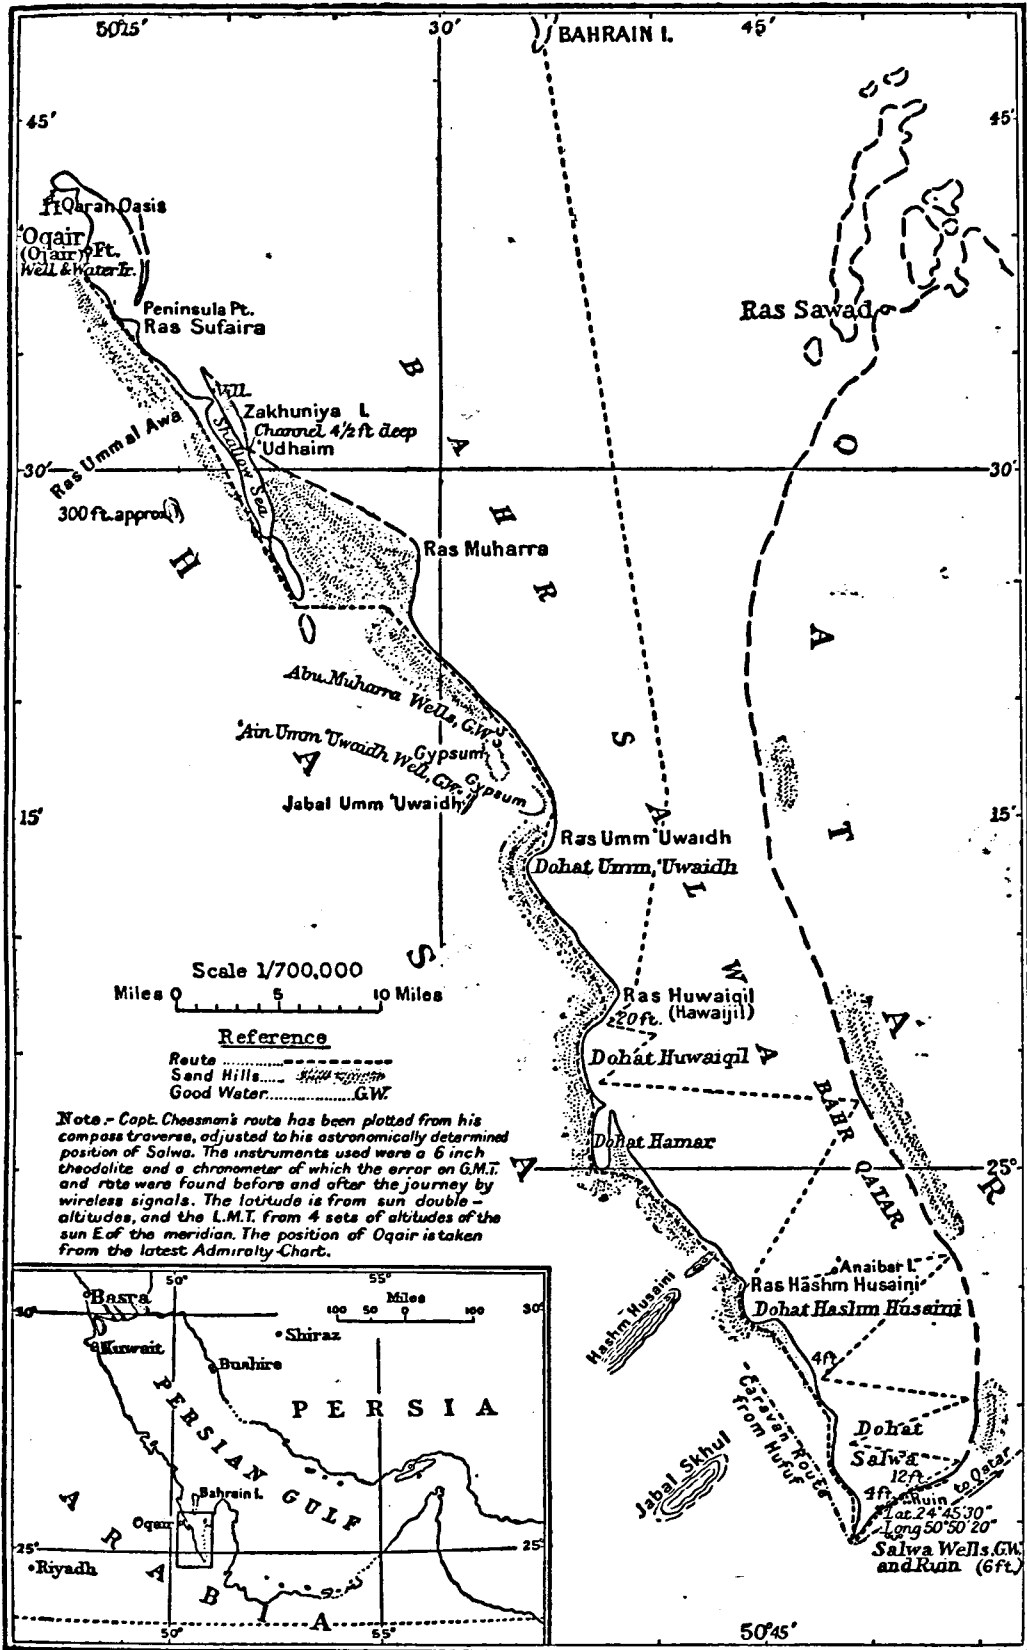 50°15'
30'
45'
BAHRAIN I.
45'
45'
Qarah Oasis
Oqair
(Ojair) Ft.
Well & Water Tr.
Peninsula Pt.
Ras Sufaira
Ras Sawad
BAHR SALWA
Vill.
Zakhuniya I.
Channel 4½ ft deep
'Udhaim
Shallow Sea
Ras Ummal Awa
30'
30'
300 ft. approx
Ras Muharra
HASA
QATAR
Abu Muharra Wells, G.W.
'Ain Umm 'Uwaidh Well, G.W.
Gypsum
Gypsum
Jabal Umm 'Uwaidh
15'
15'
Ras Umm 'Uwaidh
Dohat Umm 'Uwaidh
Scale 1/700,000
Miles 0 5 10 Miles
Reference
Route
Sand Hills
Good Water G.W.
Ras Huwaiqil
(Hawaijil)
20 ft.
Dohat Huwaiqil
BAHR QATAR
Dohat Hamar
25°
Note:- Capt. Cheesman's route has been plotted from his
compass traverse, adjusted to his astronomically determined
position of Salwa. The instruments used were a 6 inch
theodolite and a chronometer of which the error on G.M.T.
and rate were found before and after the journey by
wireless signals. The latitude is from sun double-
altitudes, and the L.M.T. from 4 sets of altitudes of the
sun E of the meridian. The position of Oqair is taken
from the latest Admiralty Chart.
Anaibar I.
Ras Hashm Husaini
Dohat Hashm Husaini
Hashm Husaini
4 ft
Caravan Route
from Hufuf
Jabal Skhul
Dohat
Salwa
12 ft
4 ft.
Ruin
to Qatar
Lat. 24°45'30"
Long 50°50'20"
Salwa Wells, G.W.
and Ruin (6 ft.)
50°45'
50°
55°
30°
30°
Basra
Kuwait
Miles
100 50 0 100
Shiraz
Bushire
PERSIA
PERSIAN GULF
Bahrain I.
Oqair
25°
25°
Riyadh
ARABIA
50°
55°